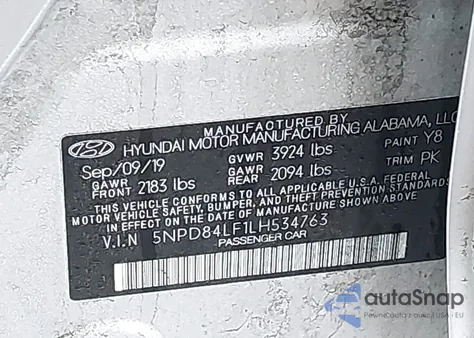 MANUFACTURED BY
HYUNDAI MOTOR MANUFACTURING ALABAMA, LLC
Sep/09/19 GVWR 3924 lbs PAINT Y8
GAWR FRONT 2183 lbs GAWR REAR 2094 lbs TRIM PK
THIS VEHICLE CONFORMS TO ALL APPLICABLE U.S.A. FEDERAL
MOTOR VEHICLE SAFETY, BUMPER, AND THEFT PREVENTION STANDARDS
IN EFFECT ON THE DATE OF MANUFACTURE SHOWN ABOVE.
V.I.N 5NPD84LF1LH534763
PASSENGER CAR
autoSnap